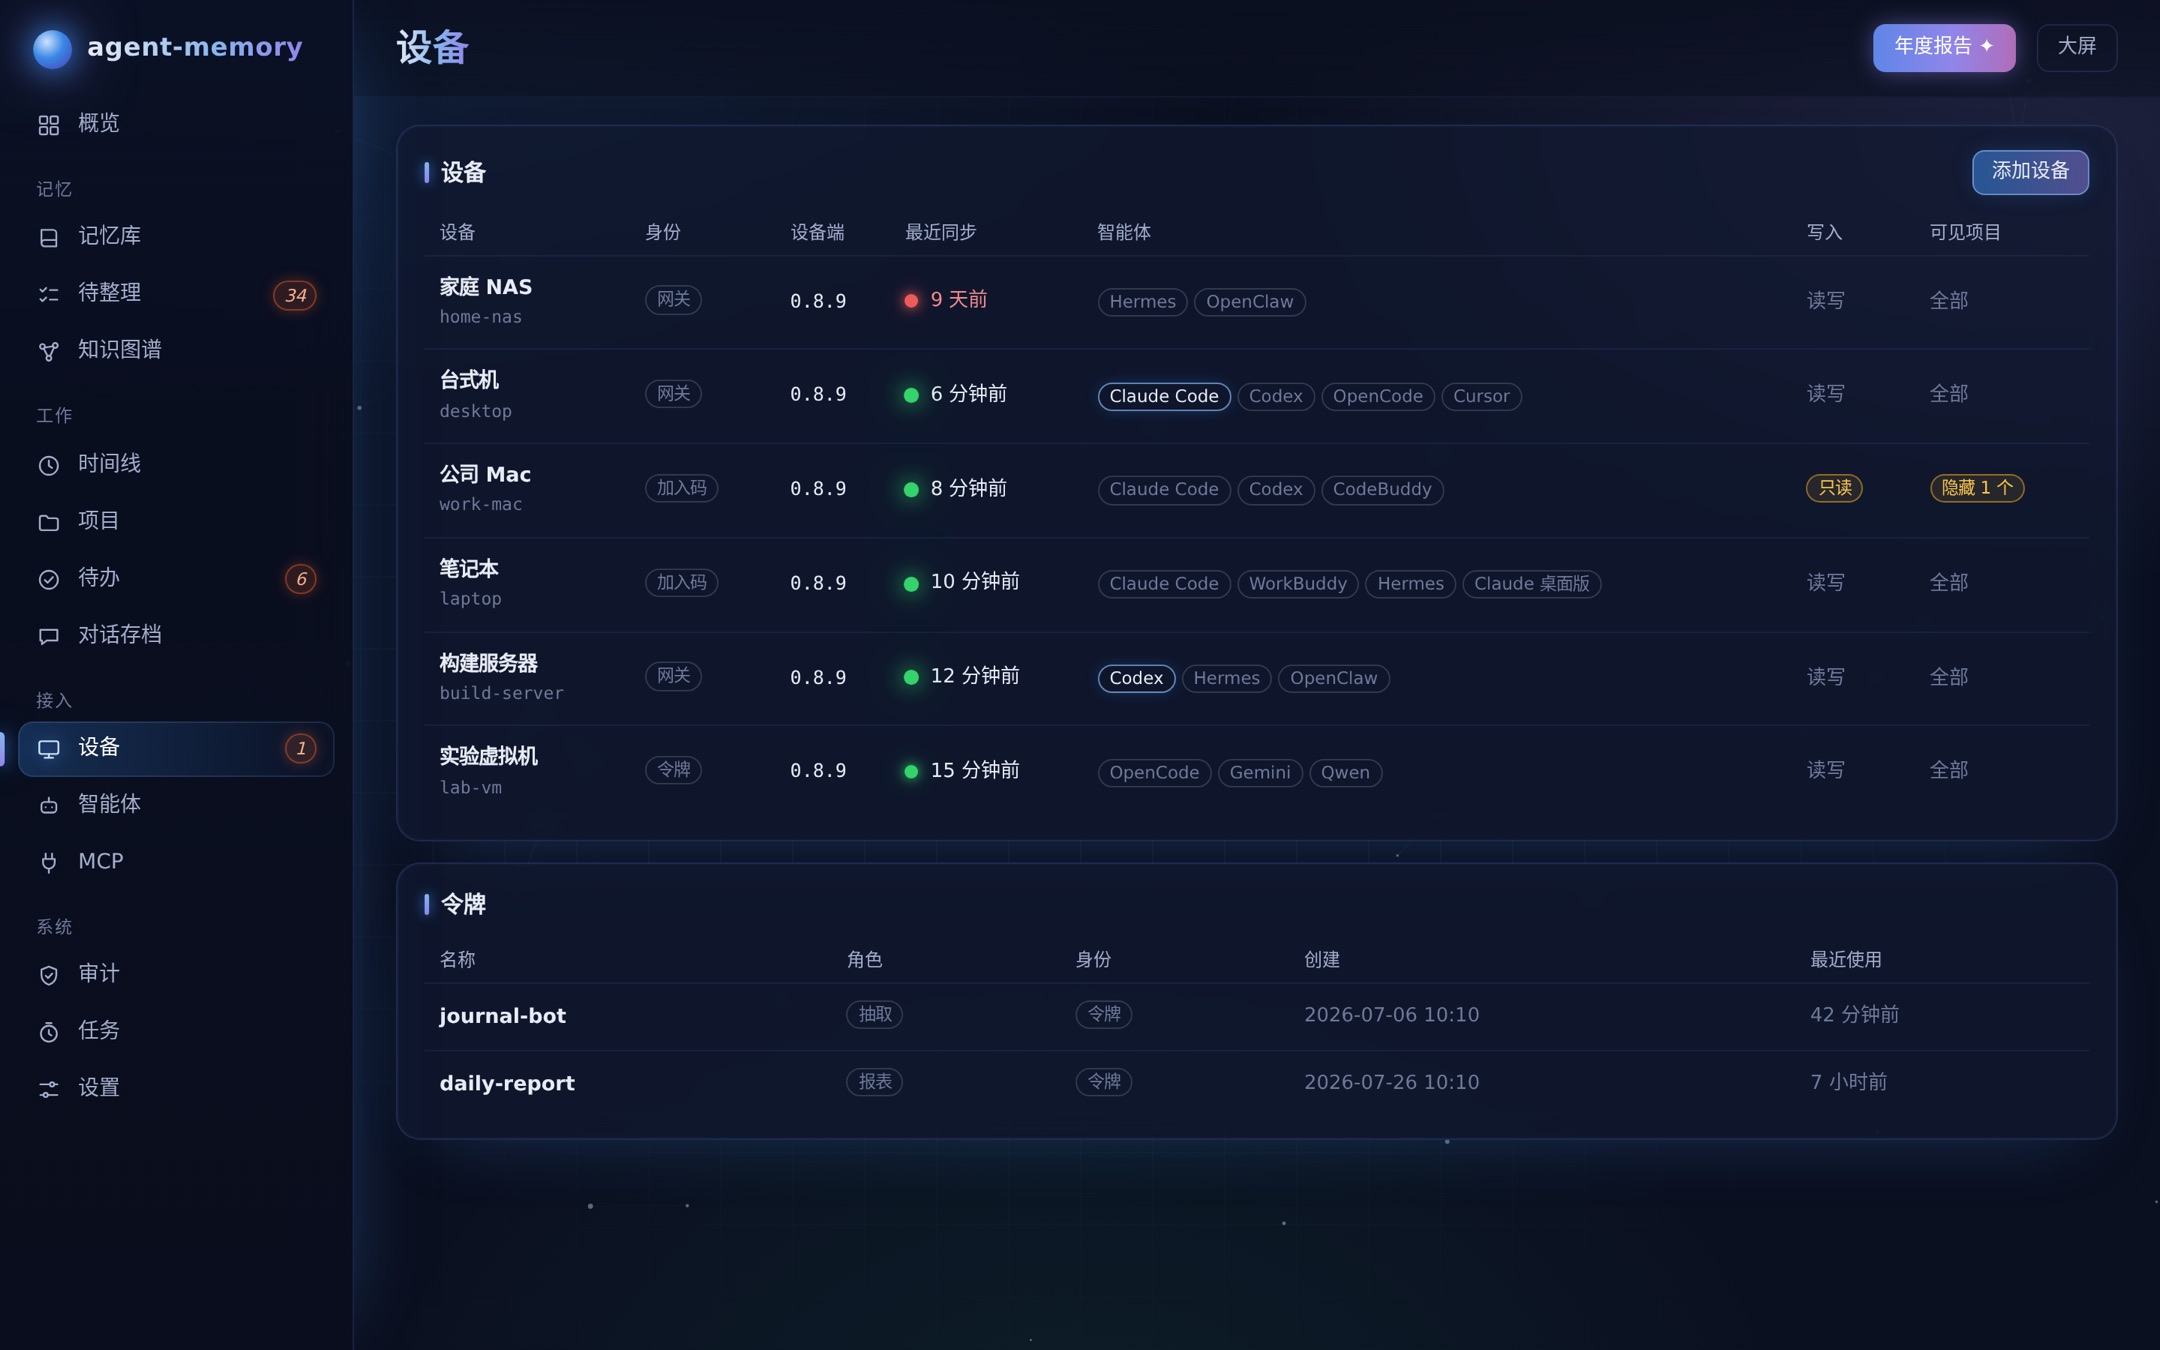 agent-memory
概览
记忆
记忆库
待整理 34
知识图谱
工作
时间线
项目
待办 6
对话存档
接入
设备 1
智能体
MCP
系统
审计
任务
设置
设备
年度报告 ✦ 大屏
设备 添加设备
设备 身份 设备端 最近同步 智能体 写入 可见项目
家庭 NAS
home-nas
网关 0.8.9 9 天前 Hermes OpenClaw 读写 全部
台式机
desktop
网关 0.8.9 6 分钟前 Claude Code Codex OpenCode Cursor 读写 全部
公司 Mac
work-mac
加入码 0.8.9 8 分钟前 Claude Code Codex CodeBuddy 只读 隐藏 1 个
笔记本
laptop
加入码 0.8.9 10 分钟前 Claude Code WorkBuddy Hermes Claude 桌面版 读写 全部
构建服务器
build-server
网关 0.8.9 12 分钟前 Codex Hermes OpenClaw 读写 全部
实验虚拟机
lab-vm
令牌 0.8.9 15 分钟前 OpenCode Gemini Qwen 读写 全部
令牌
名称 角色 身份 创建 最近使用
journal-bot 抽取 令牌 2026-07-06 10:10 42 分钟前
daily-report 报表 令牌 2026-07-26 10:10 7 小时前